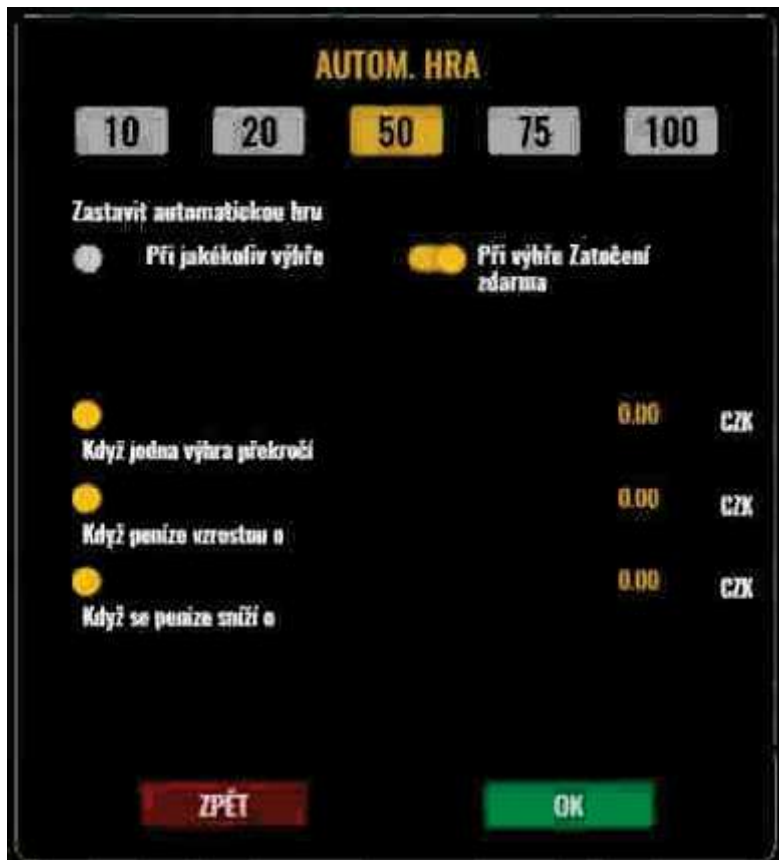 AUTOM. HRA
10 20 50 75 100
Zastavit automatickou hru
Při jakékoliv výhře
Při výhře Zatočení
zdarma
0.00 CZK
Když jedna výhra překročí
0.00 CZK
Když peníze vzrostou o
0.00 CZK
Když se peníze sníží o
ZPĚT OK